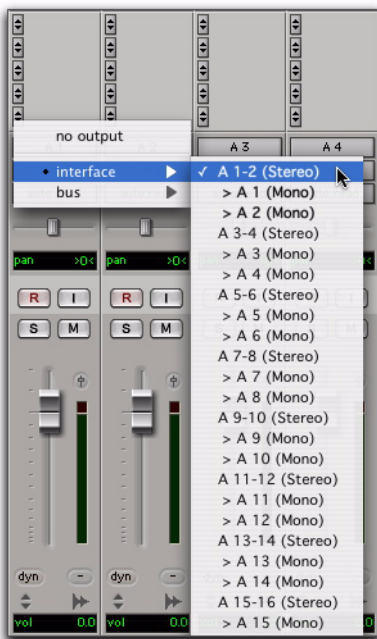 no output
• interface
bus
A 3
A 4
✓ A 1-2 (Stereo)
> A 1 (Mono)
> A 2 (Mono)
A 3-4 (Stereo)
> A 3 (Mono)
> A 4 (Mono)
A 5-6 (Stereo)
> A 5 (Mono)
> A 6 (Mono)
A 7-8 (Stereo)
> A 7 (Mono)
> A 8 (Mono)
A 9-10 (Stereo)
> A 9 (Mono)
> A 10 (Mono)
A 11-12 (Stereo)
> A 11 (Mono)
> A 12 (Mono)
A 13-14 (Stereo)
> A 13 (Mono)
> A 14 (Mono)
A 15-16 (Stereo)
> A 15 (Mono)
pan >0<
pan >0<
R I
R I
S M
S M
dyn -
dyn -
vol 0.0
vol 0.0